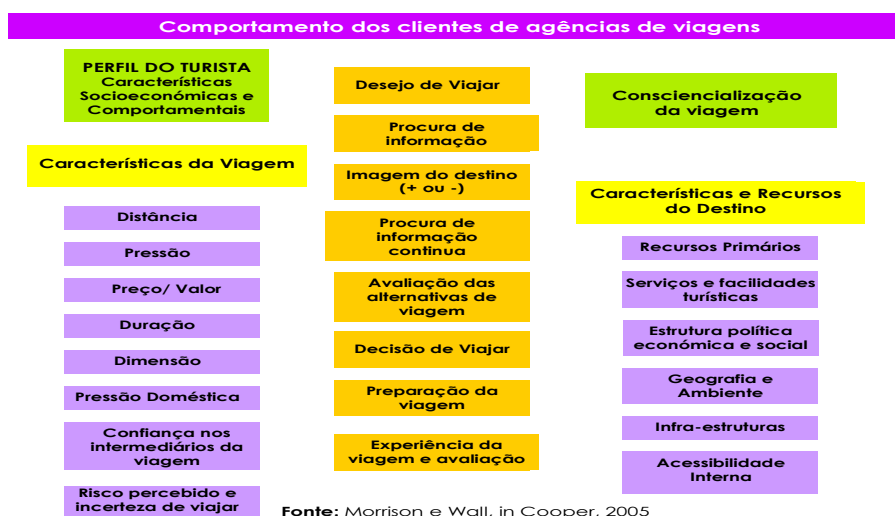 Comportamento dos clientes de agências de viagens
PERFIL DO TURISTA
Características
Socioeconómicas e
Comportamentais
Características da Viagem
Distância
Pressão
Preço/ Valor
Duração
Dimensão
Pressão Doméstica
Confiança nos
intermediários da
viagem
Risco percebido e
incerteza de viajar
Desejo de Viajar
Procura de
informação
Imagem do destino
(+ ou -)
Procura de
informação
continua
Avaliação das
alternativas de
viagem
Decisão de Viajar
Preparação da
viagem
Experiência da
viagem e avaliação
Consciencialização
da viagem
Características e Recursos
do Destino
Recursos Primários
Serviços e facilidades
turísticas
Estrutura política
económica e social
Geografia e
Ambiente
Infra-estruturas
Acessibilidade
Interna
Fonte: Morrison e Wall, in Cooper, 2005